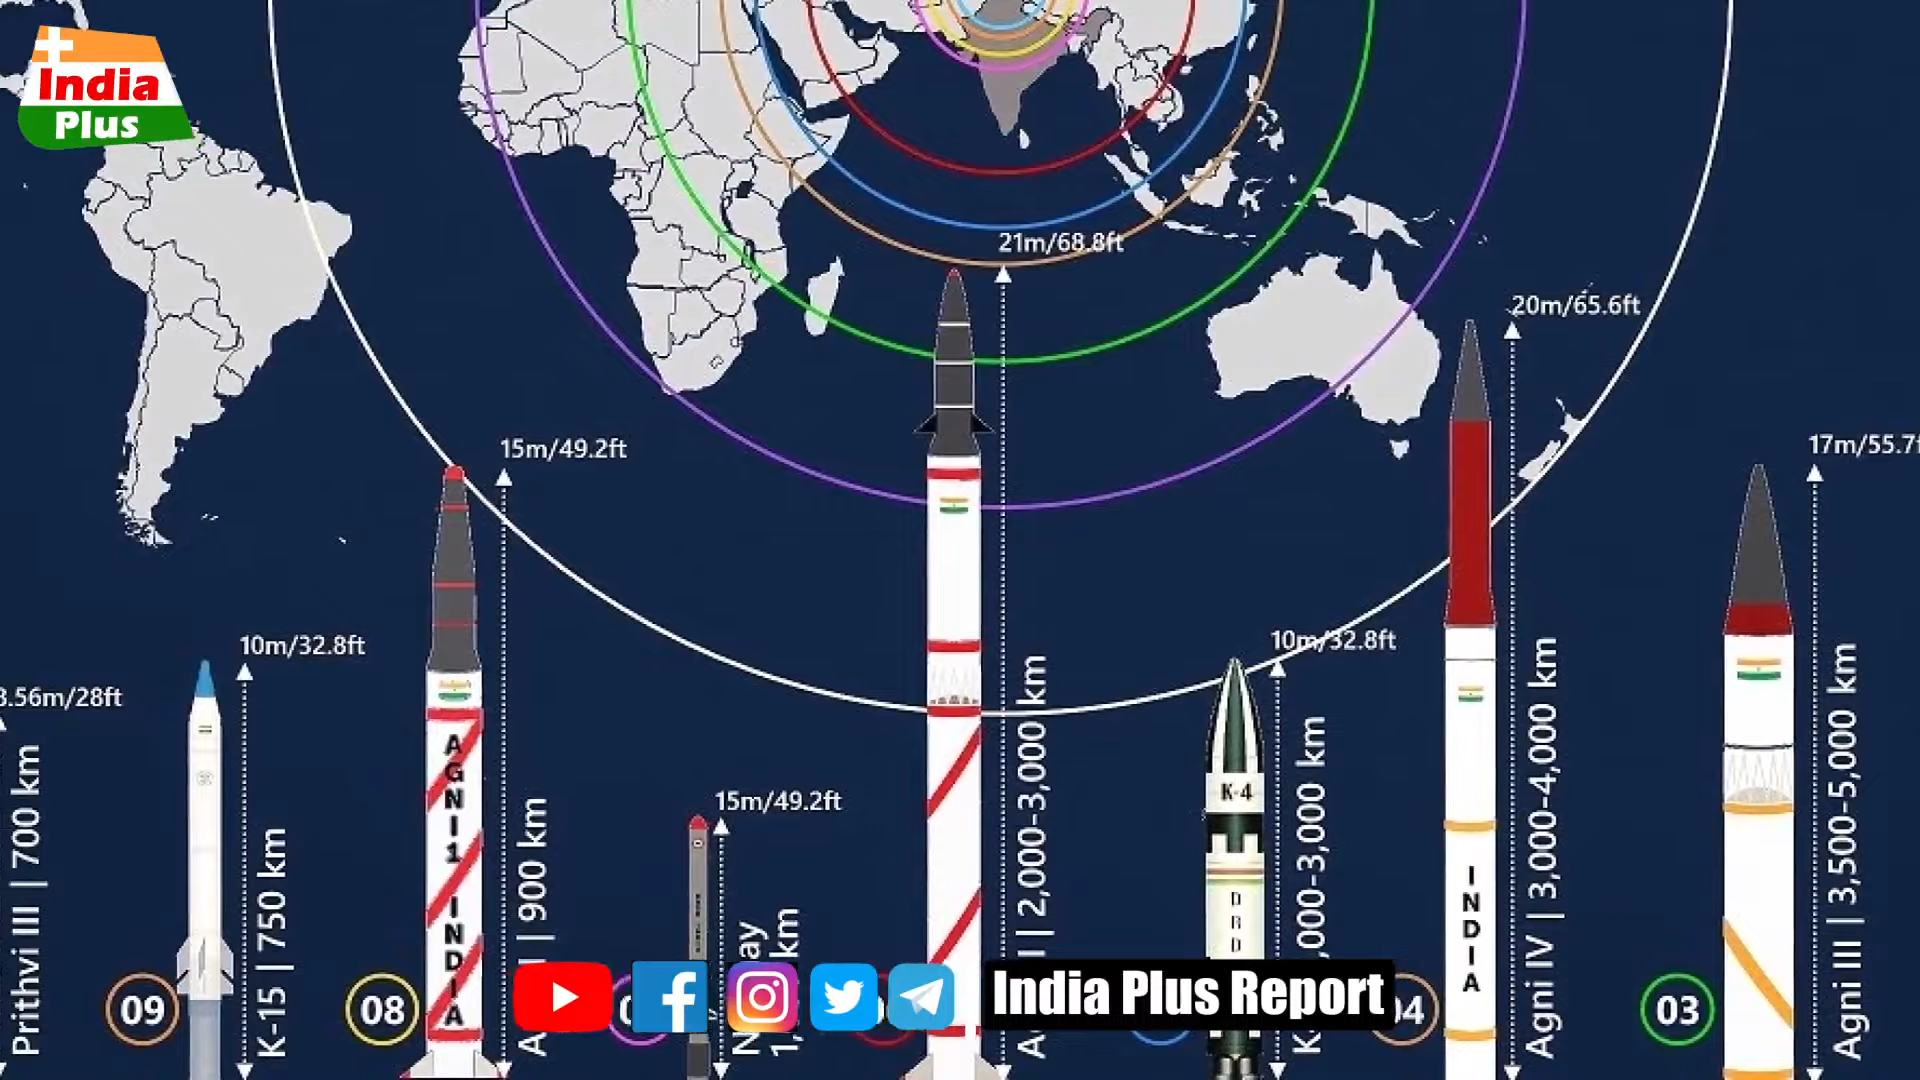 India
Plus
21m/68.8ft
20m/65.6ft
15m/49.2ft
17m/55.7f
10m/32.8ft
10m/32.8ft
.56m/28ft
15m/49.2ft
Prithvi III | 700 km
09
K-15 | 750 km
08
AGNI 1 INDIA
| 900 km
km
| 2,000-3,000 km
K-4
DRD
,000-3,000 km
04
INDIA
Agni IV | 3,000-4,000 km
03
Agni III | 3,500-5,000 km
India Plus Report